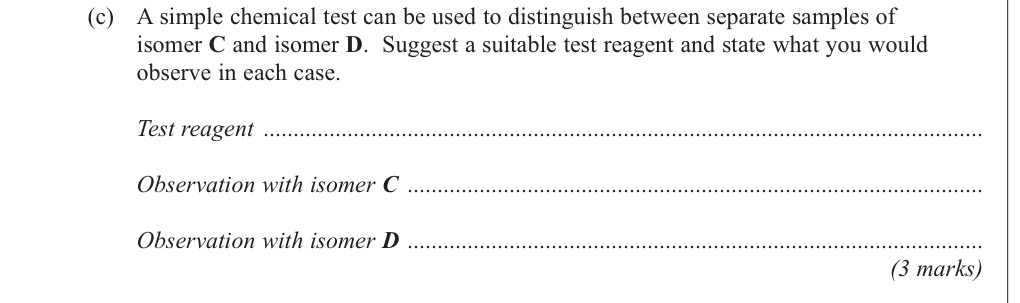 (c) A simple chemical test can be used to distinguish between separate samples of
isomer C and isomer D. Suggest a suitable test reagent and state what you would
observe in each case.
Test reagent ..........................................................................................................................
Observation with isomer C ................................................................................................
Observation with isomer D ................................................................................................
(3 marks)